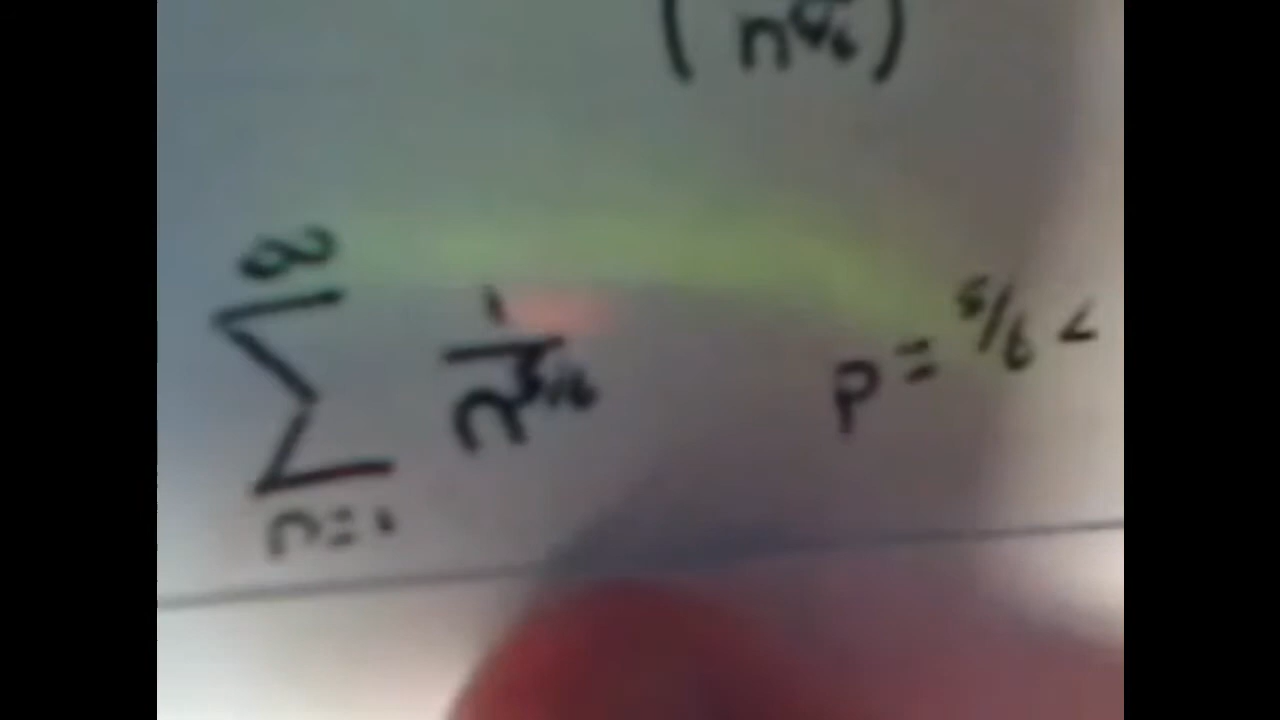 ( n^5/6 )
∞
∑ 1/n^5/6 p = 5/6 <
n=1